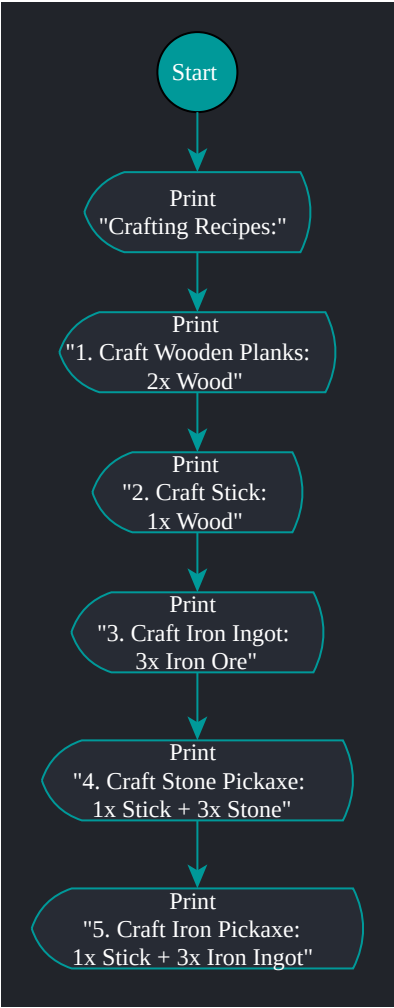 Start
Print
"Crafting Recipes:"
Print
"1. Craft Wooden Planks:
2x Wood"
Print
"2. Craft Stick:
1x Wood"
Print
"3. Craft Iron Ingot:
3x Iron Ore"
Print
"4. Craft Stone Pickaxe:
1x Stick + 3x Stone"
Print
"5. Craft Iron Pickaxe:
1x Stick + 3x Iron Ingot"